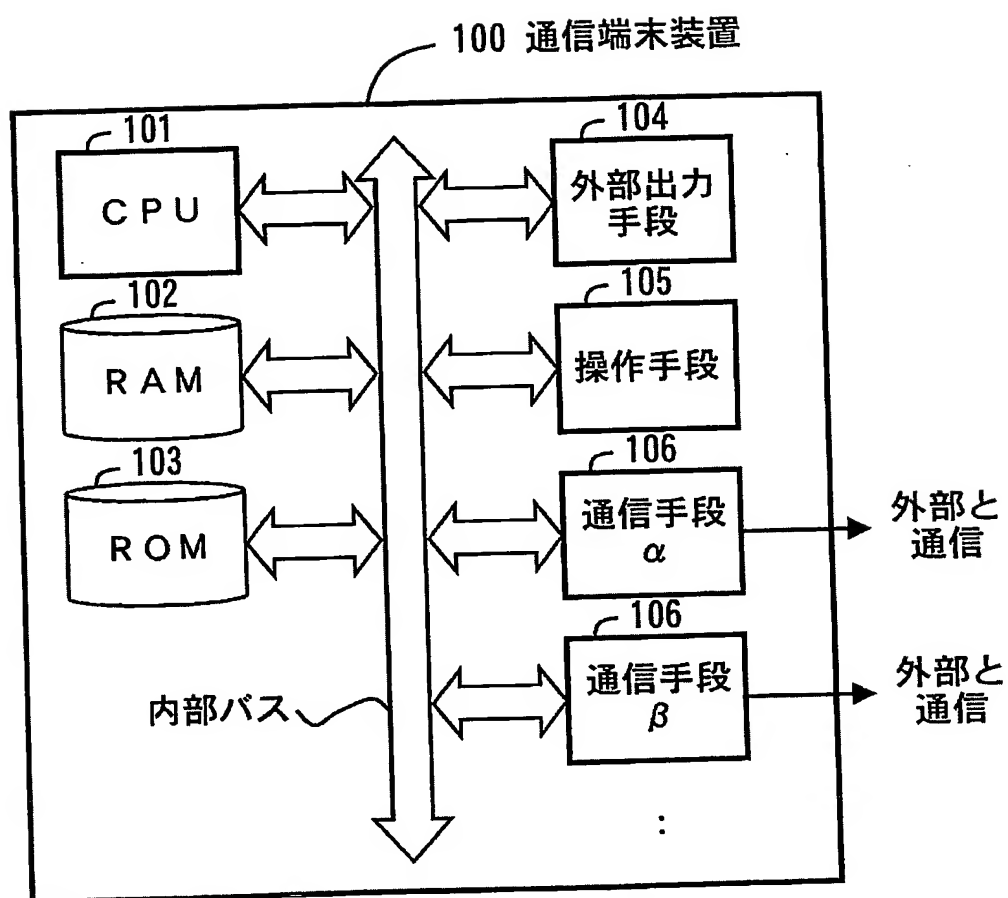 100 通信端末装置
101
CPU
102
RAM
103
ROM
内部バス
104
外部出力
手段
105
操作手段
106
通信手段
α
外部と
通信
106
通信手段
β
外部と
通信
: